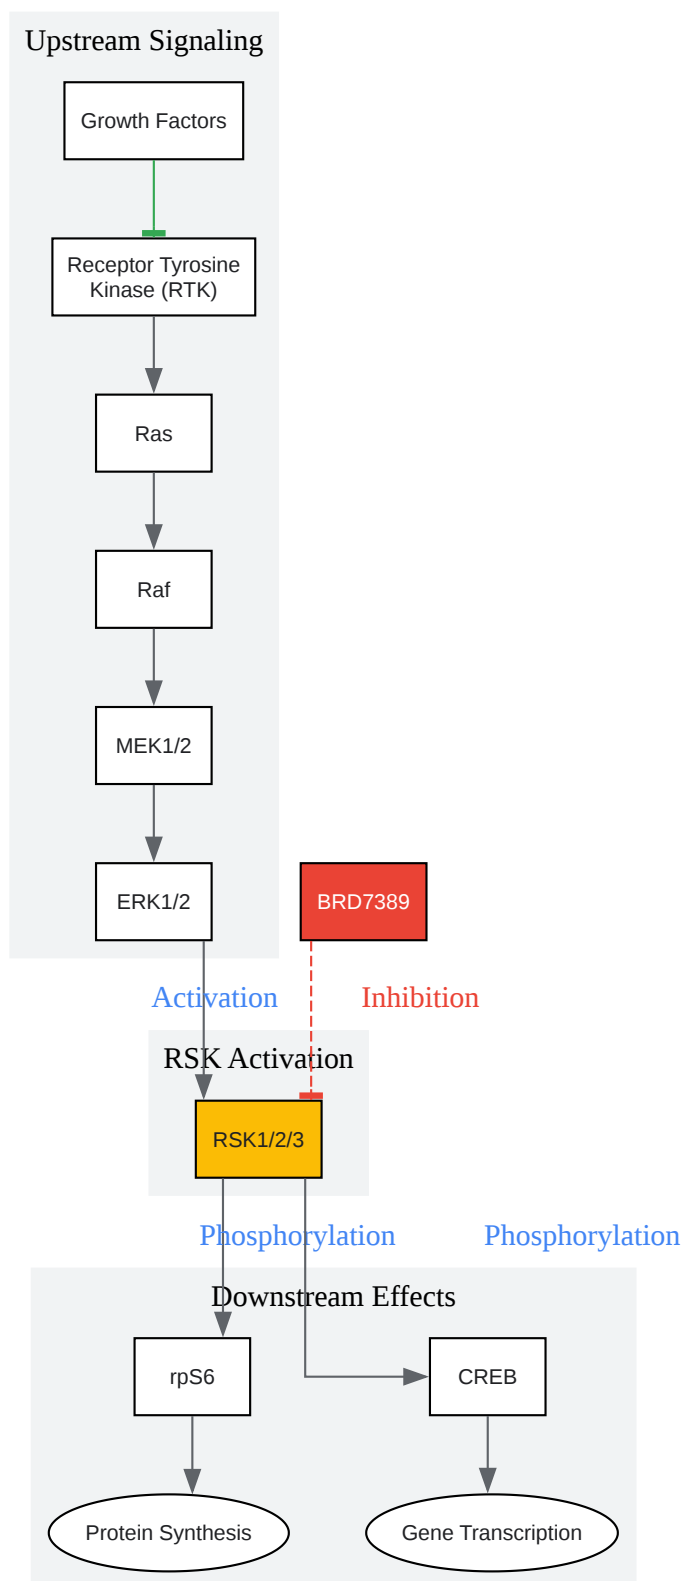 Upstream Signaling
Growth Factors
Receptor Tyrosine
Kinase (RTK)
Ras
Raf
MEK1/2
ERK1/2
BRD7389
Activation
Inhibition
RSK Activation
RSK1/2/3
Phosphorylation
Phosphorylation
Downstream Effects
rpS6
CREB
Protein Synthesis
Gene Transcription